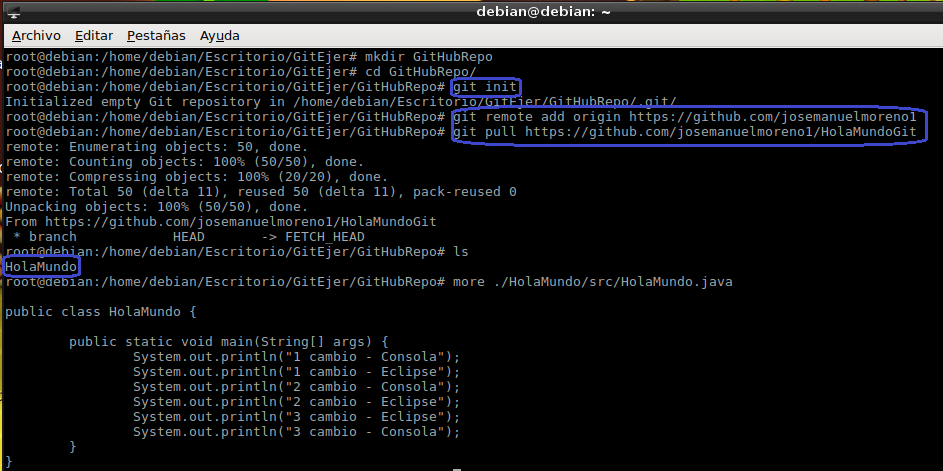 debian@debian: ~
Archivo Editar Pestañas Ayuda
root@debian:/home/debian/Escritorio/GitEjer# mkdir GitHubRepo
root@debian:/home/debian/Escritorio/GitEjer# cd GitHubRepo/
root@debian:/home/debian/Escritorio/GitEjer/GitHubRepo# git init
Initialized empty Git repository in /home/debian/Escritorio/GitEjer/GitHubRepo/.git/
root@debian:/home/debian/Escritorio/GitEjer/GitHubRepo# git remote add origin https://github.com/josemanuelmoreno1
root@debian:/home/debian/Escritorio/GitEjer/GitHubRepo# git pull https://github.com/josemanuelmoreno1/HolaMundoGit
remote: Enumerating objects: 50, done.
remote: Counting objects: 100% (50/50), done.
remote: Compressing objects: 100% (20/20), done.
remote: Total 50 (delta 11), reused 50 (delta 11), pack-reused 0
Unpacking objects: 100% (50/50), done.
From https://github.com/josemanuelmoreno1/HolaMundoGit
 * branch            HEAD       -> FETCH_HEAD
root@debian:/home/debian/Escritorio/GitEjer/GitHubRepo# ls
HolaMundo
root@debian:/home/debian/Escritorio/GitEjer/GitHubRepo# more ./HolaMundo/src/HolaMundo.java
public class HolaMundo {
        public static void main(String[] args) {
                System.out.println("1 cambio - Consola");
                System.out.println("1 cambio - Eclipse");
                System.out.println("2 cambio - Consola");
                System.out.println("2 cambio - Eclipse");
                System.out.println("3 cambio - Eclipse");
                System.out.println("3 cambio - Consola");
        }
}